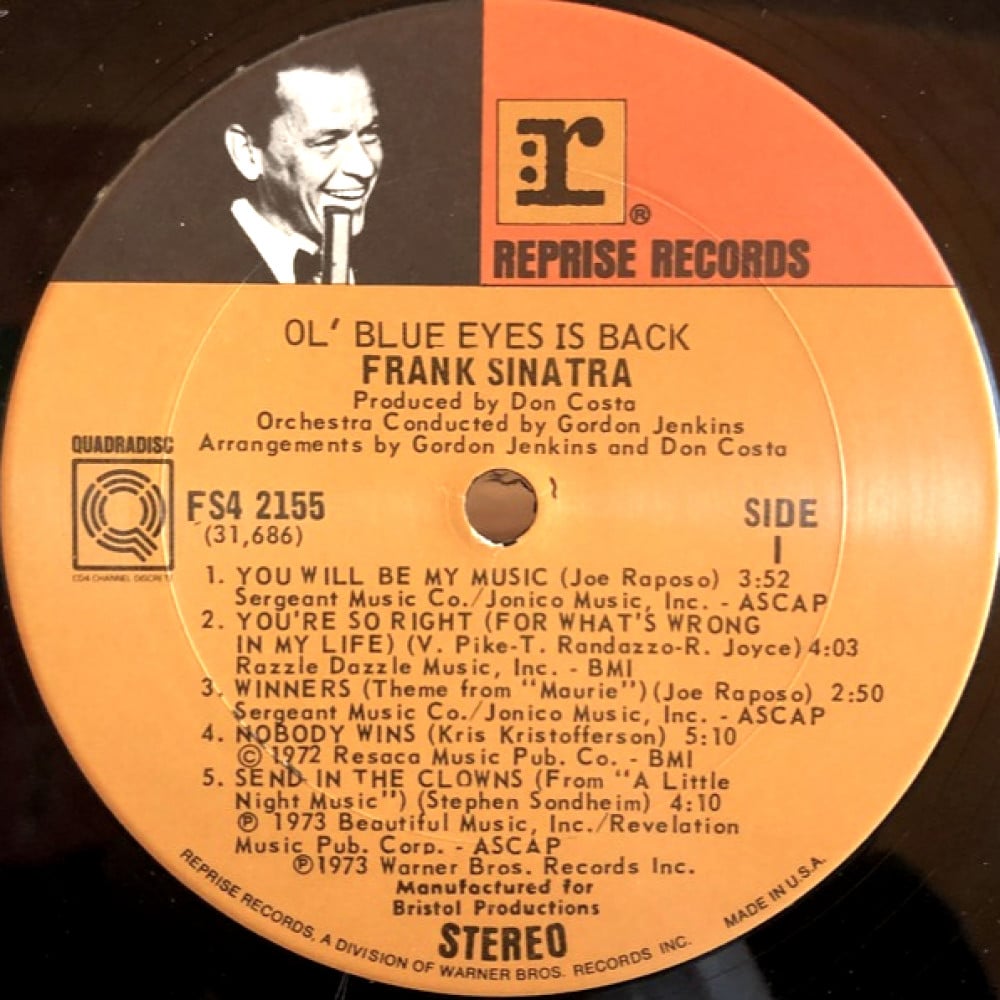 r
®
REPRISE RECORDS
OL' BLUE EYES IS BACK
FRANK SINATRA
Produced by Don Costa
Orchestra Conducted by Gordon Jenkins
Arrangements by Gordon Jenkins and Don Costa
QUADRADISC
Q
CD4 CHANNEL DISCRETE
FS4 2155
(31,686)
SIDE
1
1. YOU WILL BE MY MUSIC (Joe Raposo) 3:52
Sergeant Music Co./Jonico Music, Inc. - ASCAP
2. YOU'RE SO RIGHT (FOR WHAT'S WRONG
IN MY LIFE) (V. Pike-T. Randazzo-R. Joyce) 4:03
Razzle Dazzle Music, Inc. - BMI
3. WINNERS (Theme from "Maurie") (Joe Raposo) 2:50
Sergeant Music Co./Jonico Music, Inc. - ASCAP
4. NOBODY WINS (Kris Kristofferson) 5:10
© 1972 Resaca Music Pub. Co. - BMI
5. SEND IN THE CLOWNS (From "A Little
Night Music") (Stephen Sondheim) 4:10
℗ 1973 Beautiful Music, Inc./Revelation
Music Pub. Corp. - ASCAP
℗1973 Warner Bros. Records Inc.
Manufactured for
Bristol Productions
STEREO
REPRISE RECORDS, A DIVISION OF WARNER BROS. RECORDS INC.
MADE IN U.S.A.